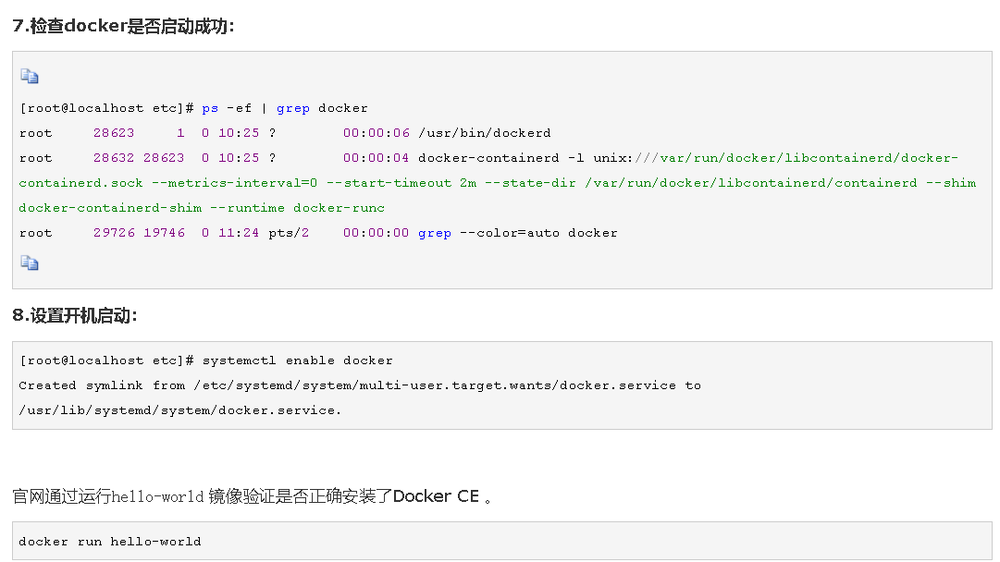 7.检查docker是否启动成功:
[root@localhost etc]# ps -ef | grep docker
root     28623     1  0 10:25 ?        00:00:06 /usr/bin/dockerd
root     28632 28623  0 10:25 ?        00:00:04 docker-containerd -l unix:///var/run/docker/libcontainerd/docker-
containerd.sock --metrics-interval=0 --start-timeout 2m --state-dir /var/run/docker/libcontainerd/containerd --shim
docker-containerd-shim --runtime docker-runc
root     29726 19746  0 11:24 pts/2    00:00:00 grep --color=auto docker
8.设置开机启动:
[root@localhost etc]# systemctl enable docker
Created symlink from /etc/systemd/system/multi-user.target.wants/docker.service to
/usr/lib/systemd/system/docker.service.
官网通过运行hello-world 镜像验证是否正确安装了Docker CE 。
docker run hello-world